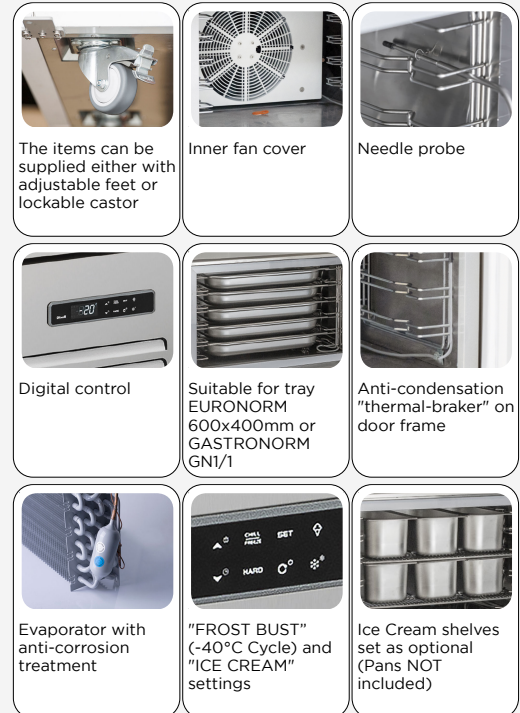 The items can be
supplied either with
adjustable feet or
lockable castor
Inner fan cover
Needle probe
-20°
Digital control
Suitable for tray
EURONORM
600x400mm or
GASTRONORM
GN1/1
Anti-condensation
"thermal-braker" on
door frame
Evaporator with
anti-corrosion
treatment
CHILL
FREEZE
SET
HARD
"FROST BUST”
(-40°C Cycle) and
"ICE CREAM"
settings
Ice Cream shelves
set as optional
(Pans NOT
included)